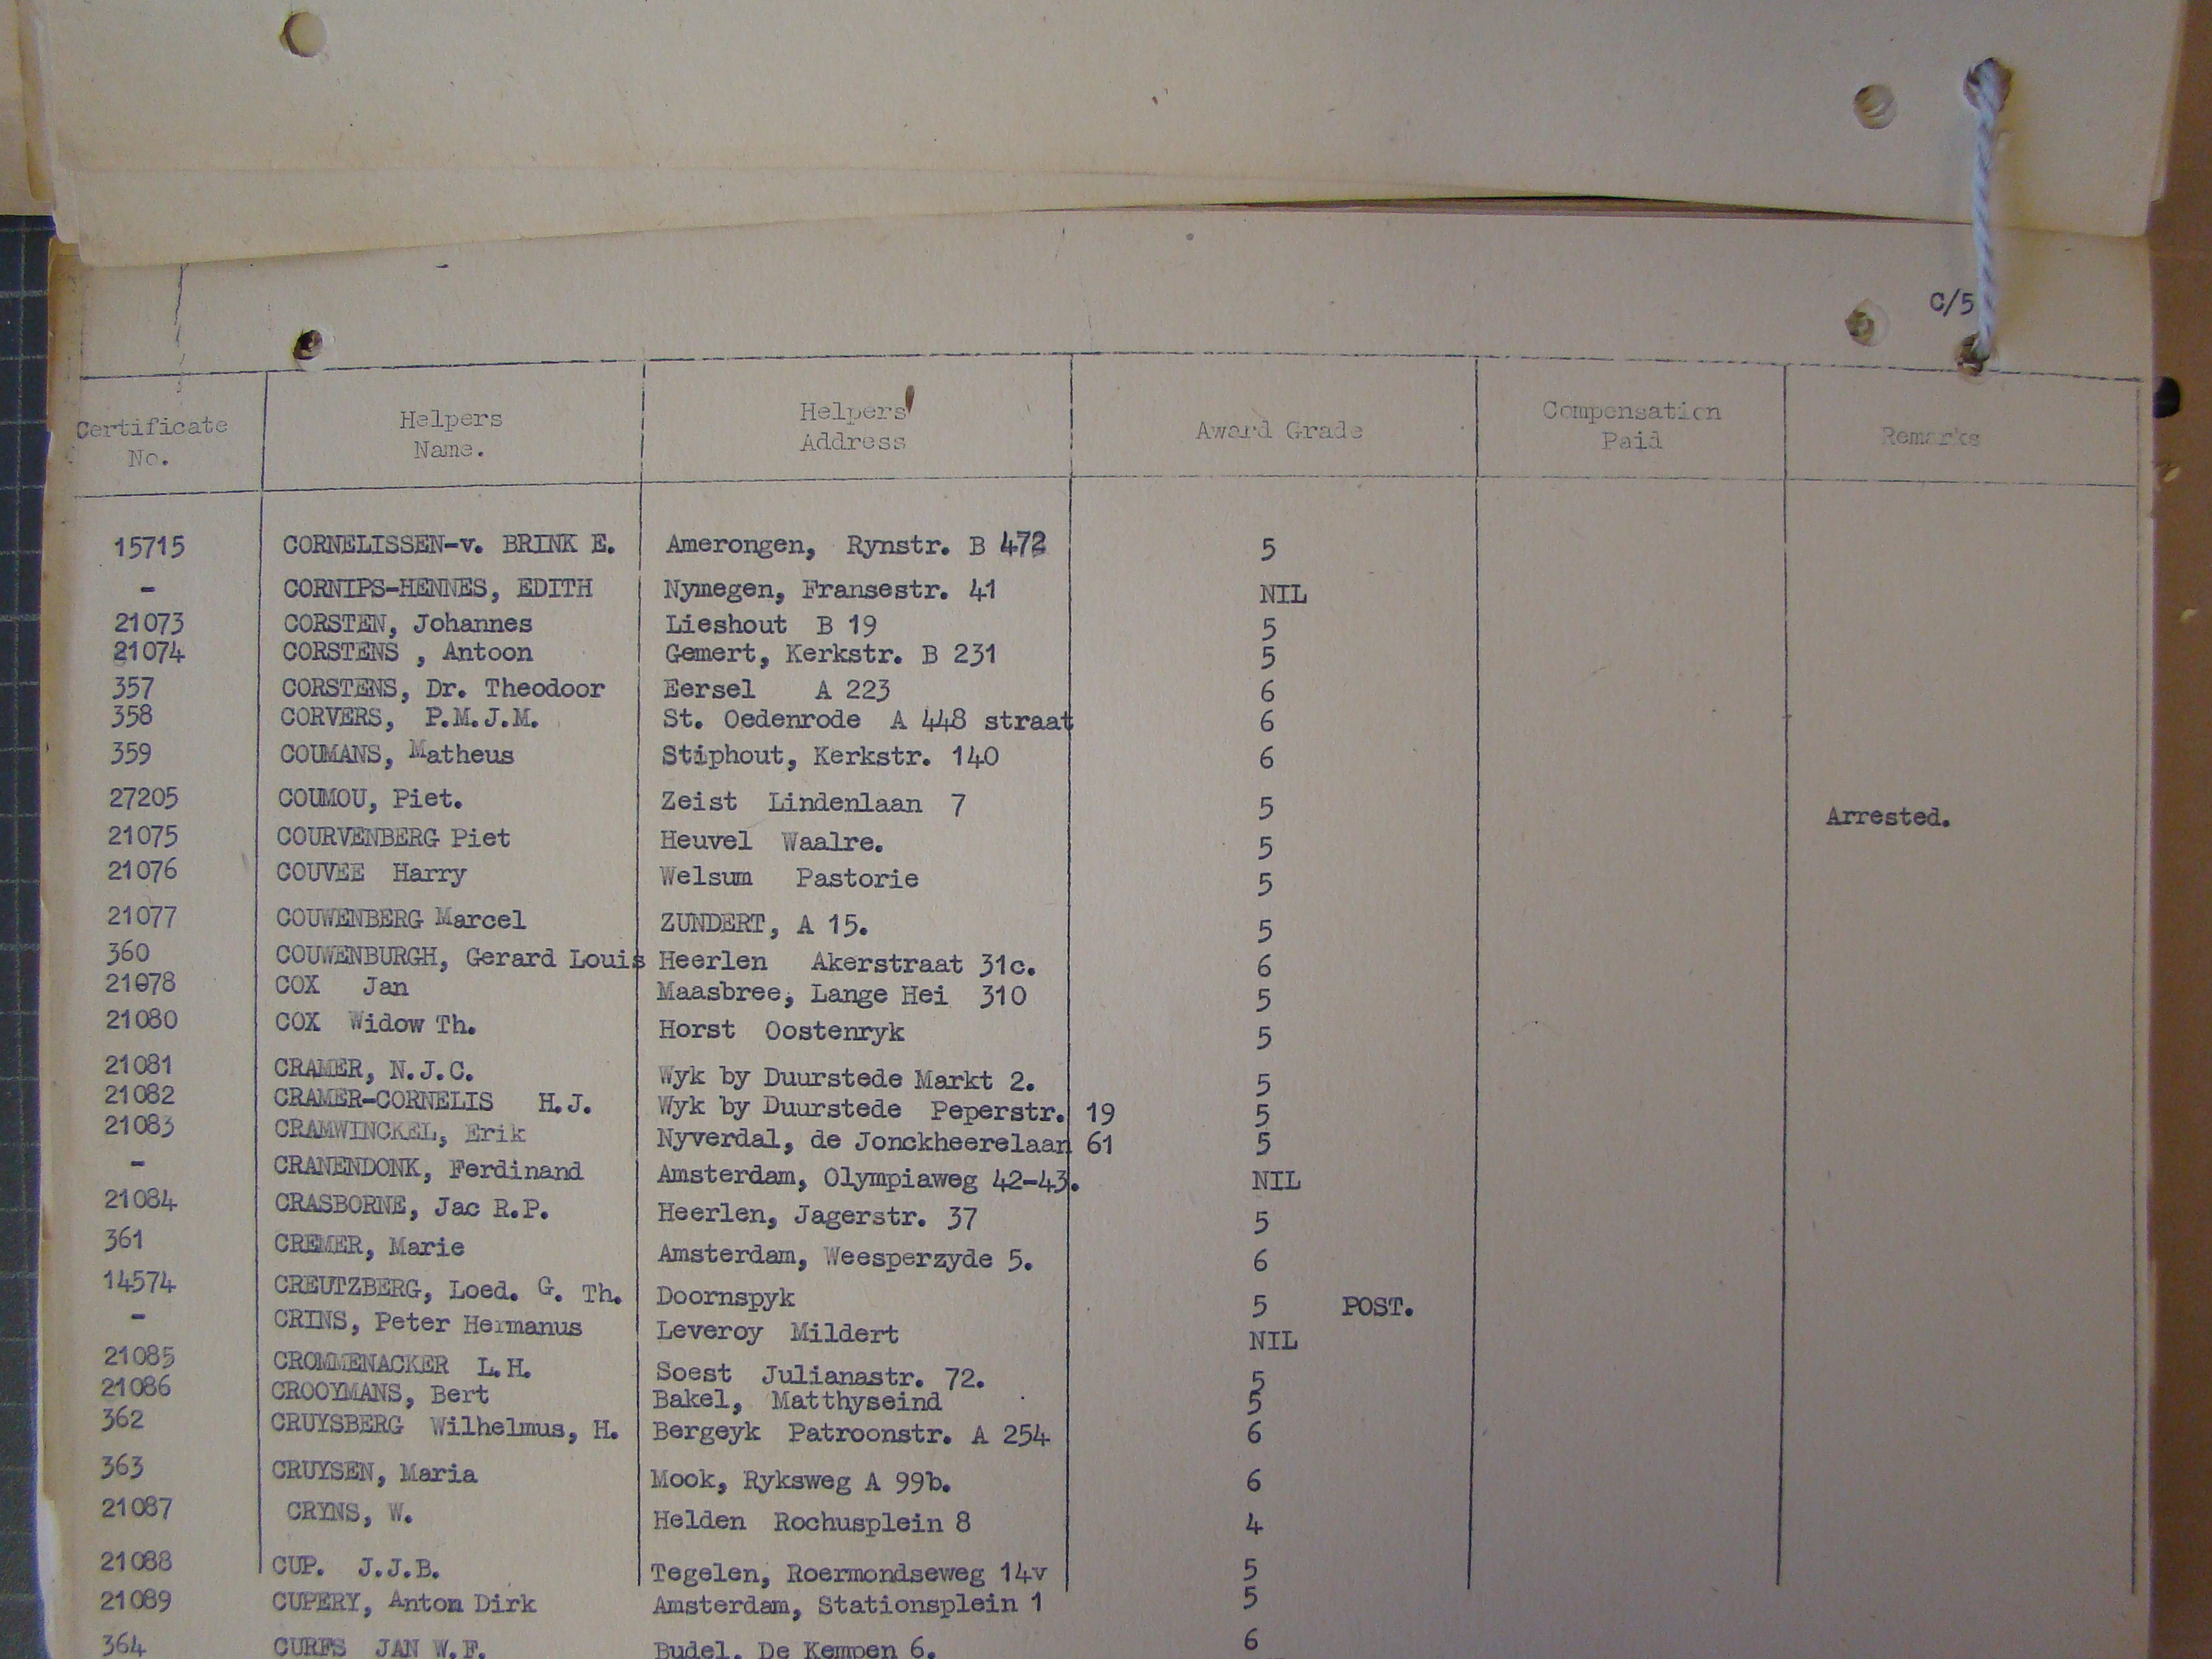 C/5
Certificate No. Helpers Name. Helpers Address Award Grade Compensation Paid Remarks
15715 CORNELISSEN-v. BRINK E. Amerongen, Rynstr. B 472 5
- CORNIPS-HENNES, EDITH Nymegen, Fransestr. 41 NIL
21073 CORSTEN, Johannes Lieshout B 19 5
21074 CORSTENS , Antoon Gemert, Kerkstr. B 231 5
357 CORSTENS, Dr. Theodoor Eersel A 223 6
358 CORVERS, P.M.J.M. St. Oedenrode A 448 straat 6
359 COUMANS, Matheus Stiphout, Kerkstr. 140 6
27205 COUMOU, Piet. Zeist Lindenlaan 7 5 Arrested.
21075 COURVENBERG Piet Heuvel Waalre. 5
21076 COUVEE Harry Welsum Pastorie 5
21077 COUWENBERG Marcel ZUNDERT, A 15. 5
360 COUWENBURGH, Gerard Louis Heerlen Akerstraat 31c. 6
21078 COX Jan Maasbree, Lange Hei 310 5
21080 COX Widow Th. Horst Oostenryk 5
21081 CRAMER, N.J.C. Wyk by Duurstede Markt 2. 5
21082 CRAMER-CORNELIS H.J. Wyk by Duurstede Peperstr. 19 5
21083 CRAMWINCKEL, Erik Nyverdal, de Jonckheerelaan 61 5
- CRANENDONK, Ferdinand Amsterdam, Olympiaweg 42-43. NIL
21084 CRASBORNE, Jac R.P. Heerlen, Jagerstr. 37 5
361 CREMER, Marie Amsterdam, Weesperzyde 5. 6
14574 CREUTZBERG, Loed. G. Th. Doornspyk 5 POST.
- CRINS, Peter Hermanus Leveroy Mildert NIL
21085 CROMMENACKER L.H. Soest Julianastr. 72. 5
21086 CROOYMANS, Bert Bakel, Matthyseind 5
362 CRUYSBERG Wilhelmus, H. Bergeyk Patroonstr. A 254 6
363 CRUYSEN, Maria Mook, Ryksweg A 99b. 6
21087 CRYNS, W. Helden Rochusplein 8 4
21088 CUP. J.J.B. Tegelen, Roermondseweg 14v 5
21089 CUPERY, Anton Dirk Amsterdam, Stationsplein 1 5
364 CURFS JAN W.F. Budel, De Kempen 6. 6